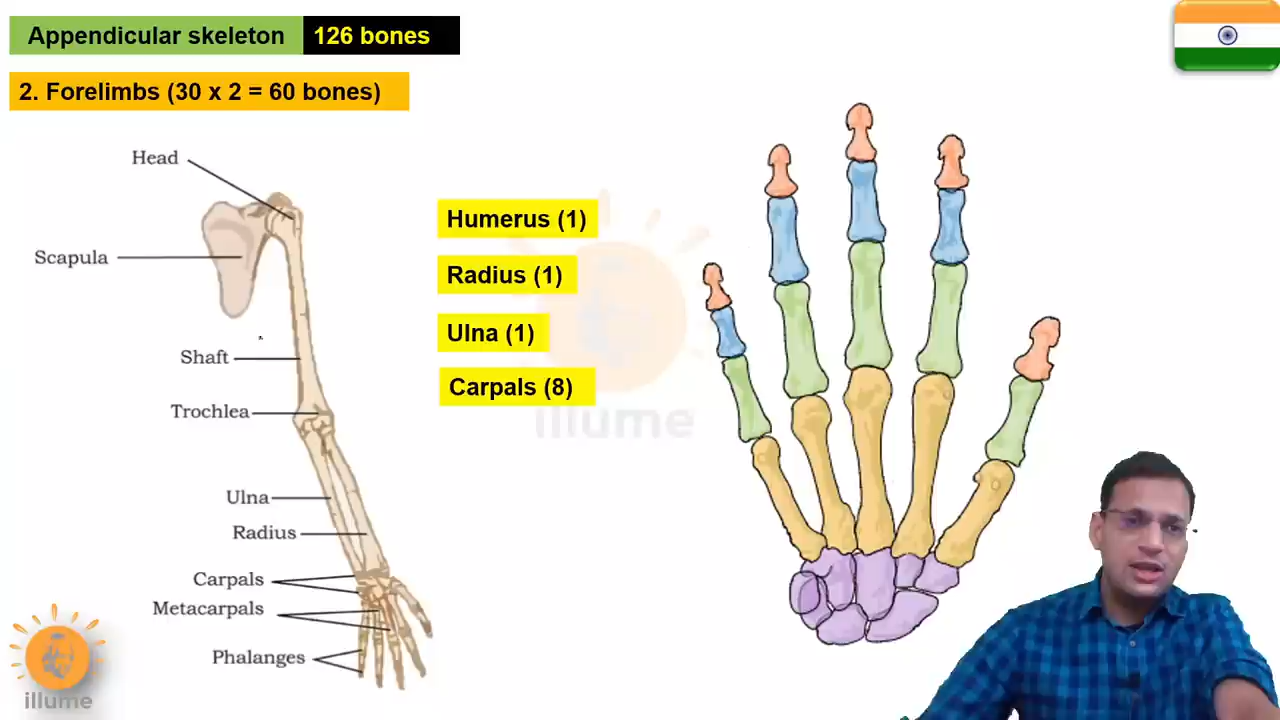 Appendicular skeleton 126 bones
2. Forelimbs (30 x 2 = 60 bones)
Head
Scapula
Shaft
Trochlea
Ulna
Radius
Carpals
Metacarpals
Phalanges
Humerus (1)
Radius (1)
Ulna (1)
Carpals (8)
illume
illume